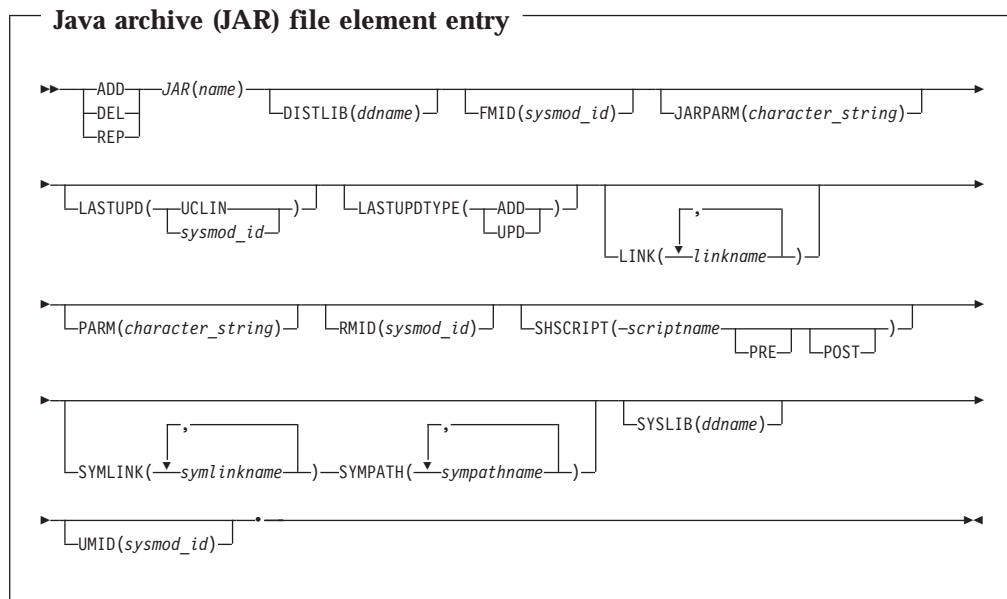 Java archive (JAR) file element entry
ADD JAR(name) DISTLIB(ddname) FMID(sysmod_id) JARPARM(character_string)
DEL
REP
LASTUPD( UCLIN ) LASTUPDTYPE( ADD ) LINK( , linkname )
sysmod_id UPD
PARM(character_string) RMID(sysmod_id) SHSCRIPT( scriptname PRE POST )
SYMLINK( , symlinkname ) SYMPATH( , sympathname ) SYSLIB(ddname)
UMID(sysmod_id) .